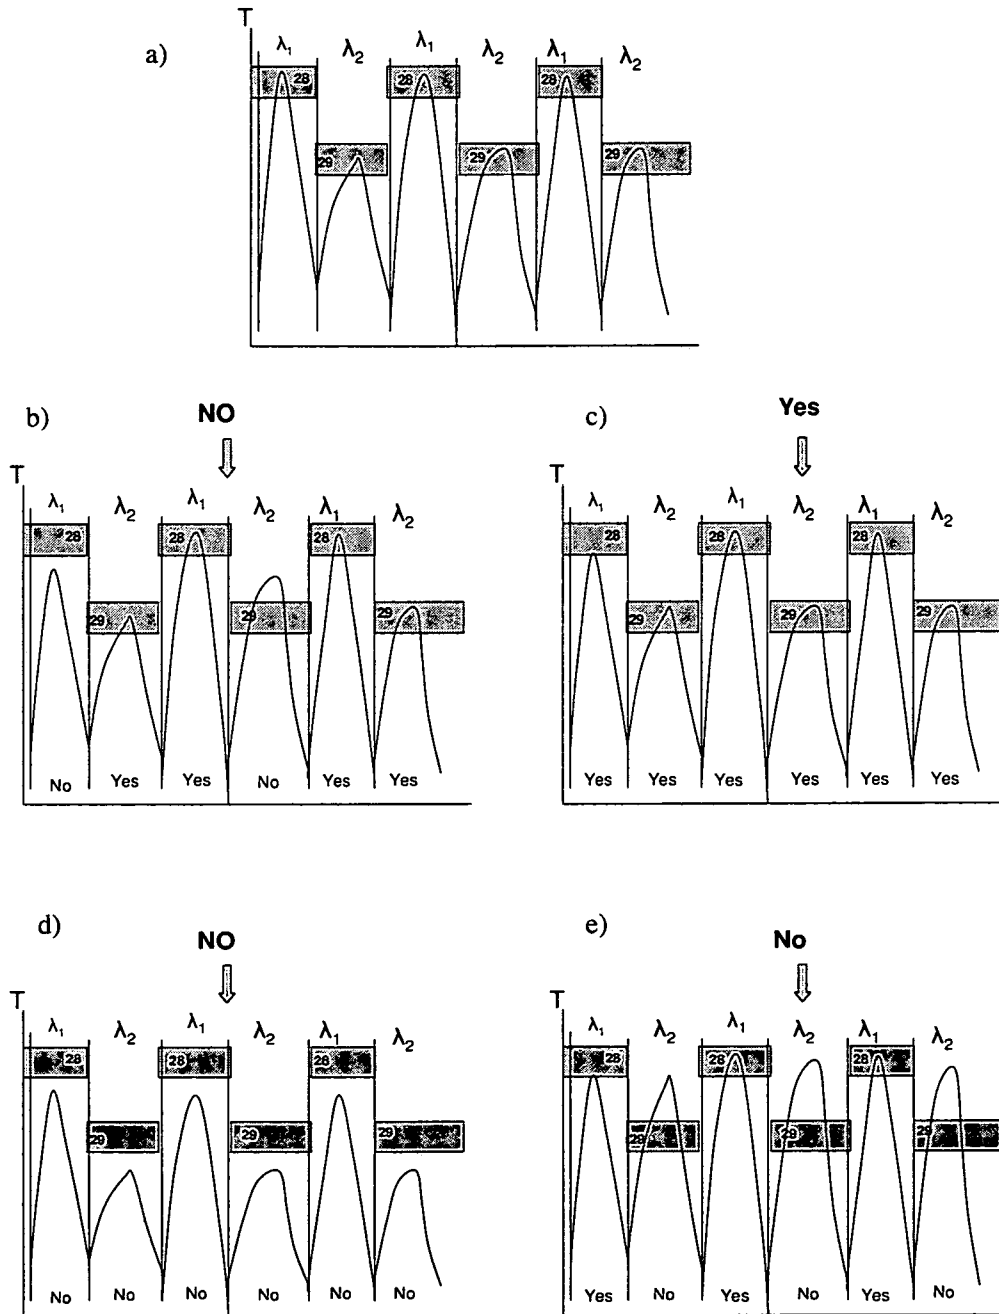 a)
T
λ₁ λ₂ λ₁ λ₂ λ₁ λ₂
28 28 28
29 29 29
b)
NO
T
λ₁ λ₂ λ₁ λ₂ λ₁ λ₂
28 28 28
29 29 29
No Yes Yes No Yes Yes
c)
Yes
λ₁ λ₂ λ₁ λ₂ λ₁ λ₂
T
28 28 28
29 29 29
Yes Yes Yes Yes Yes Yes
d)
NO
T
λ₁ λ₂ λ₁ λ₂ λ₁ λ₂
28 28 28
29 29 29
No No No No No No
e)
No
T
λ₁ λ₂ λ₁ λ₂ λ₁ λ₂
28 28 28
29 29 29
Yes No Yes No Yes No